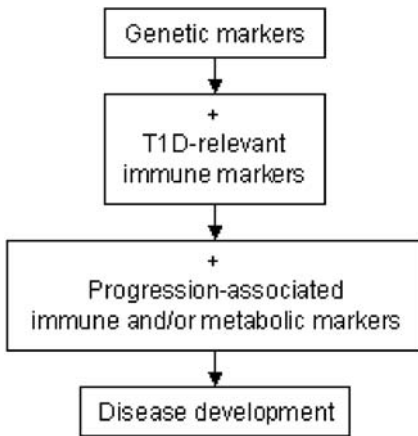 Genetic markers
+
T1D-relevant
immune markers
+
Progression-associated
immune and/or metabolic markers
Disease development